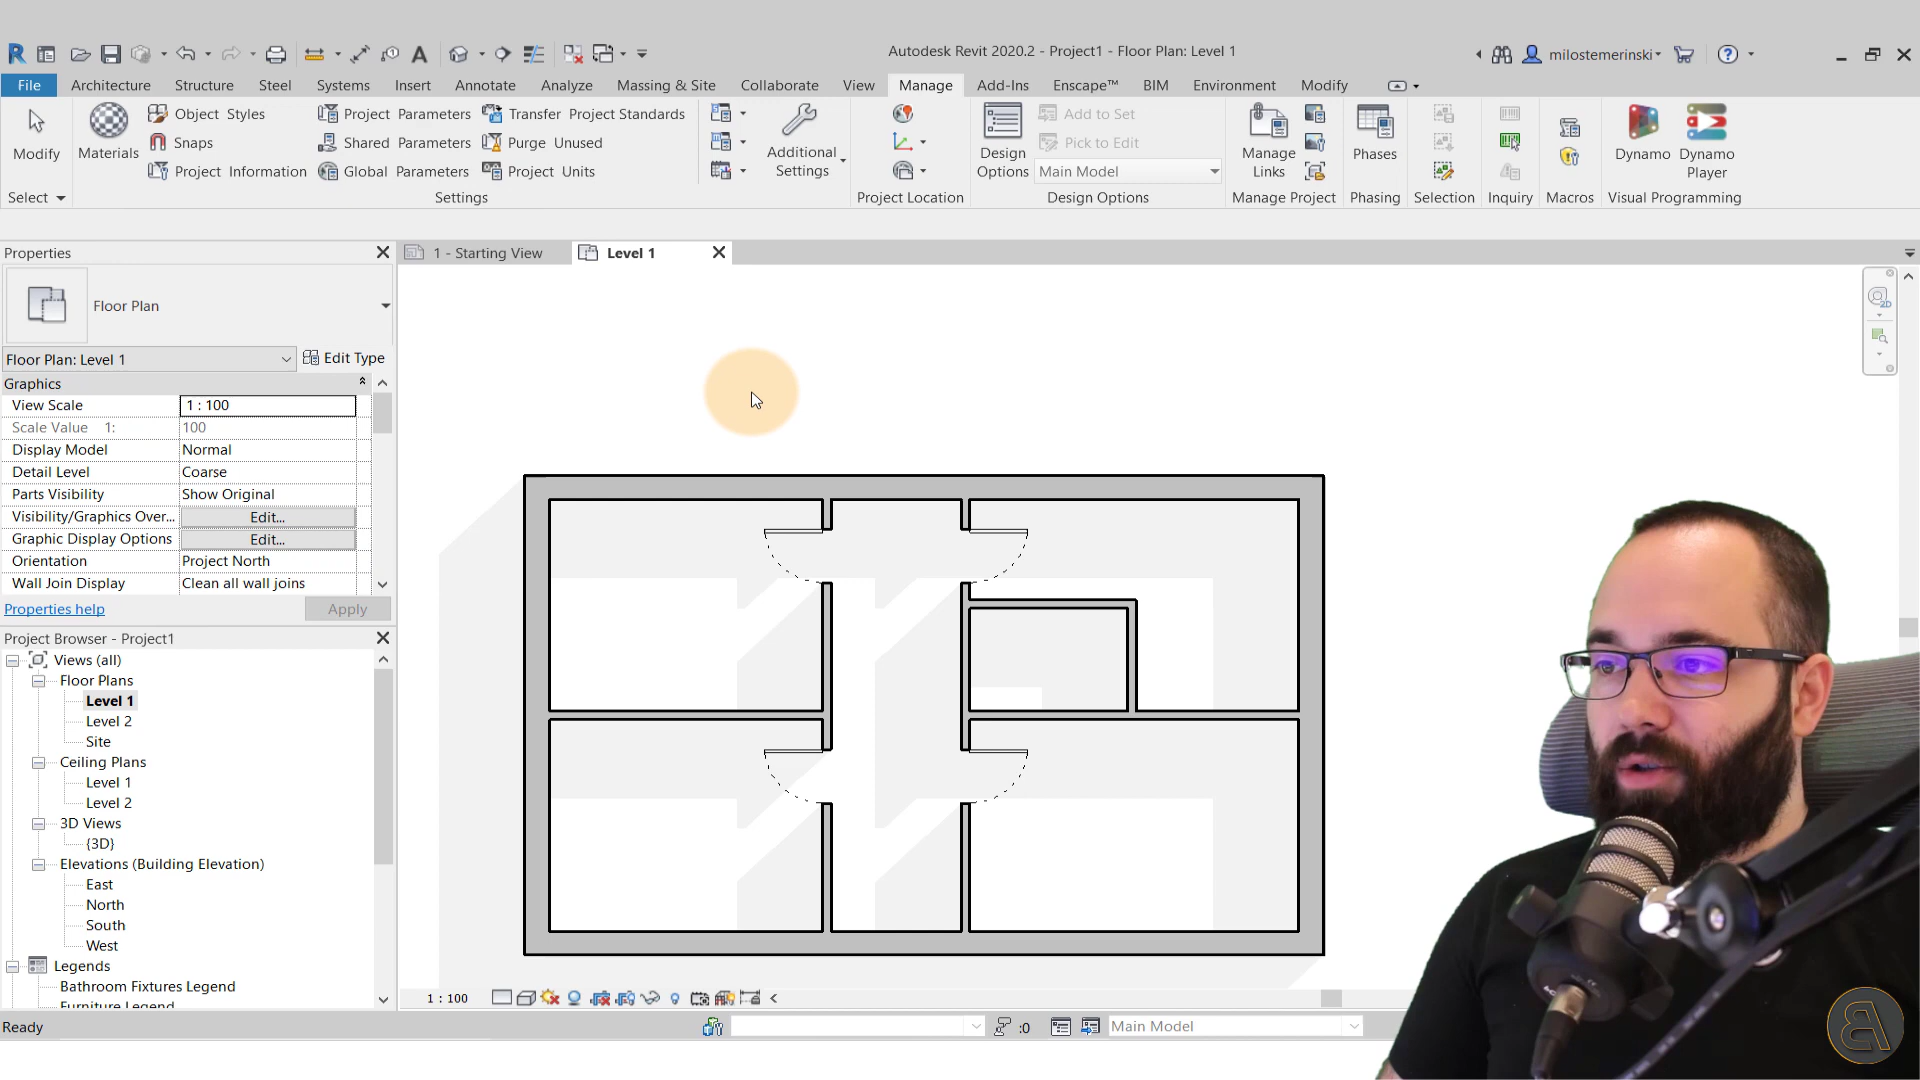 Autodesk Revit 2020.2 - Project1 - Floor Plan: Level 1
milostemerinski
File Architecture Structure Steel Systems Insert Annotate Analyze Massing & Site Collaborate View Manage Add-Ins Enscape™ BIM Environment Modify
Modify
Materials
Object Styles
Snaps
Project Information
Project Parameters
Shared Parameters
Global Parameters
Transfer Project Standards
Purge Unused
Project Units
Additional Settings
Design Options
Add to Set
Pick to Edit
Main Model
Manage Links
Phases
Dynamo
Dynamo Player
Select Settings Project Location Design Options Manage Project Phasing Selection Inquiry Macros Visual Programming
Properties
1 - Starting View
Level 1
Floor Plan
Floor Plan: Level 1
Edit Type
Graphics
View Scale 1 : 100
Scale Value 1: 100
Display Model Normal
Detail Level Coarse
Parts Visibility Show Original
Visibility/Graphics Over... Edit...
Graphic Display Options Edit...
Orientation Project North
Wall Join Display Clean all wall joins
Properties help
Apply
Project Browser - Project1
Views (all)
Floor Plans
Level 1
Level 2
Site
Ceiling Plans
Level 1
Level 2
3D Views
{3D}
Elevations (Building Elevation)
East
North
South
West
Legends
Bathroom Fixtures Legend
Furniture Legend
1 : 100
Ready
:0
Main Model